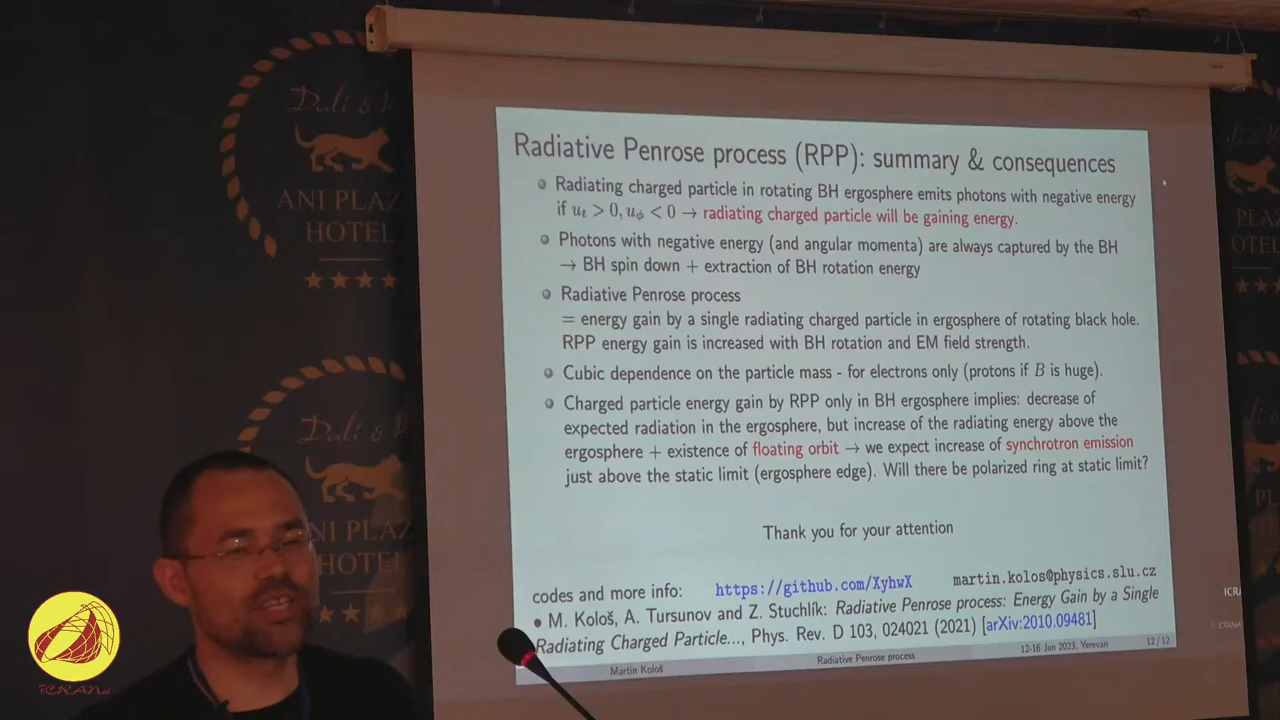 Radiative Penrose process (RPP): summary & consequences
Radiating charged particle in rotating BH ergosphere emits photons with negative energy
if u_t > 0, u_ϕ < 0 → radiating charged particle will be gaining energy.
Photons with negative energy (and angular momenta) are always captured by the BH
→ BH spin down + extraction of BH rotation energy
Radiative Penrose process
= energy gain by a single radiating charged particle in ergosphere of rotating black hole.
RPP energy gain is increased with BH rotation and EM field strength.
Cubic dependence on the particle mass - for electrons only (protons if B is huge).
Charged particle energy gain by RPP only in BH ergosphere implies: decrease of
expected radiation in the ergosphere, but increase of the radiating energy above the
ergosphere + existence of floating orbit → we expect increase of synchrotron emission
just above the static limit (ergosphere edge). Will there be polarized ring at static limit?
Thank you for your attention
codes and more info: https://github.com/XyhwX martin.kolos@physics.slu.cz
• M. Kološ, A. Tursunov and Z. Stuchlík: Radiative Penrose process: Energy Gain by a Single
Radiating Charged Particle..., Phys. Rev. D 103, 024021 (2021) [arXiv:2010.09481]
Martin Kološ Radiative Penrose process 12-16 Jun 2023, Yerevan 12/12
Dali &
ANI PLAZ
HOTEL
Dali &
NI PLAZ
HOTEL
ICRANet
ICRA